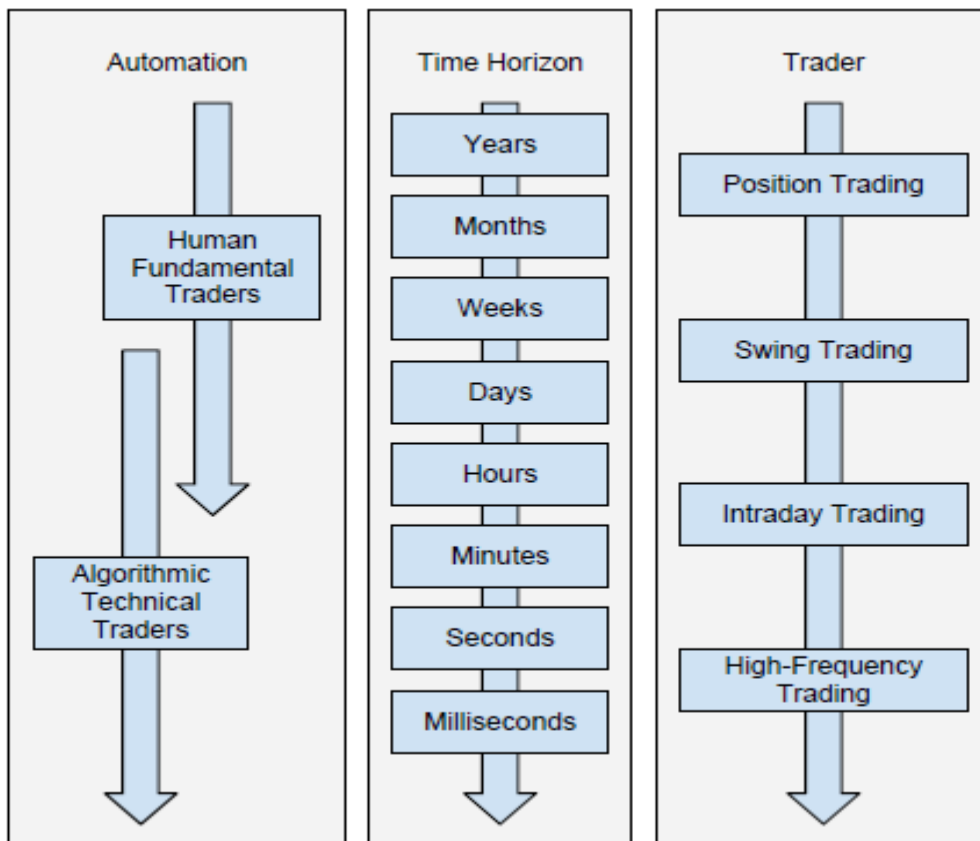 Automation
Human
Fundamental
Traders
Algorithmic
Technical
Traders
Time Horizon
Years
Months
Weeks
Days
Hours
Minutes
Seconds
Milliseconds
Trader
Position Trading
Swing Trading
Intraday Trading
High-Frequency
Trading